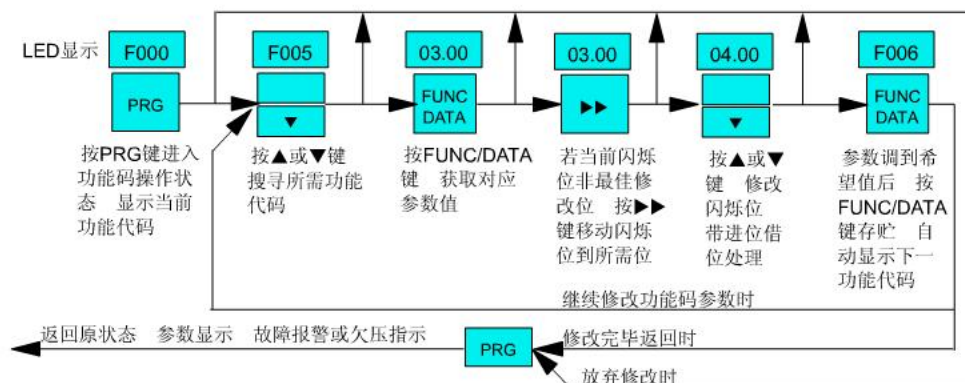 LED显示
F000
F005
03.00
03.00
04.00
F006
PRG
▼
FUNC
DATA
▶▶
▼
FUNC
DATA
按PRG键进入
功能码操作状
态 显示当前
功能代码
按▲或▼键
搜寻所需功能
代码
按FUNC/DATA
键 获取对应
参数值
若当前闪烁
位非最佳修
改位 按▶▶
键移动闪烁
位到所需位
按▲或▼
键 修改
闪烁位
带进位借
位处理
参数调到希
望值后 按
FUNC/DATA
键存贮 自
动显示下一
功能代码
继续修改功能码参数时
返回原状态 参数显示 故障报警或欠压指示
PRG
修改完毕返回时
放弃修改时